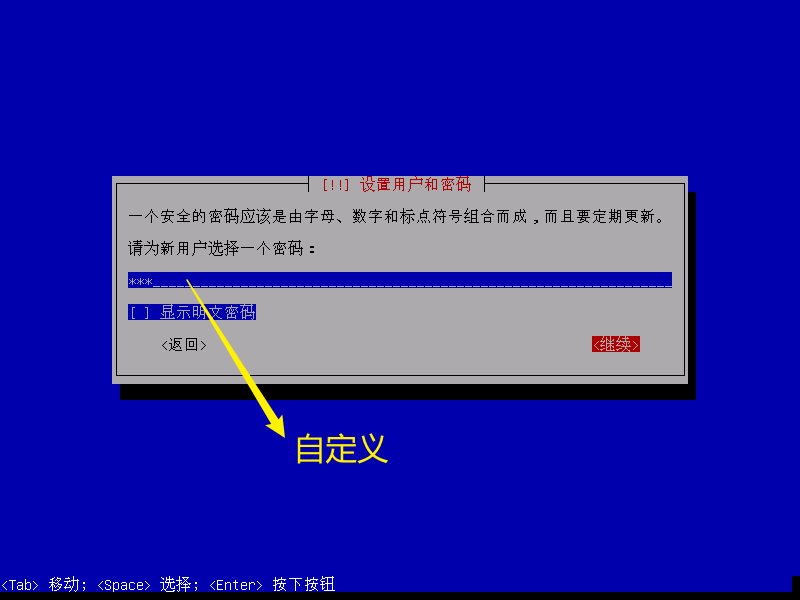 [!!] 设置用户和密码
一个安全的密码应该是由字母、数字和标点符号组合而成，而且要定期更新。
请为新用户选择一个密码：
***
[ ] 显示明文密码
<返回> <继续>
自定义
<Tab> 移动；<Space> 选择；<Enter> 按下按钮